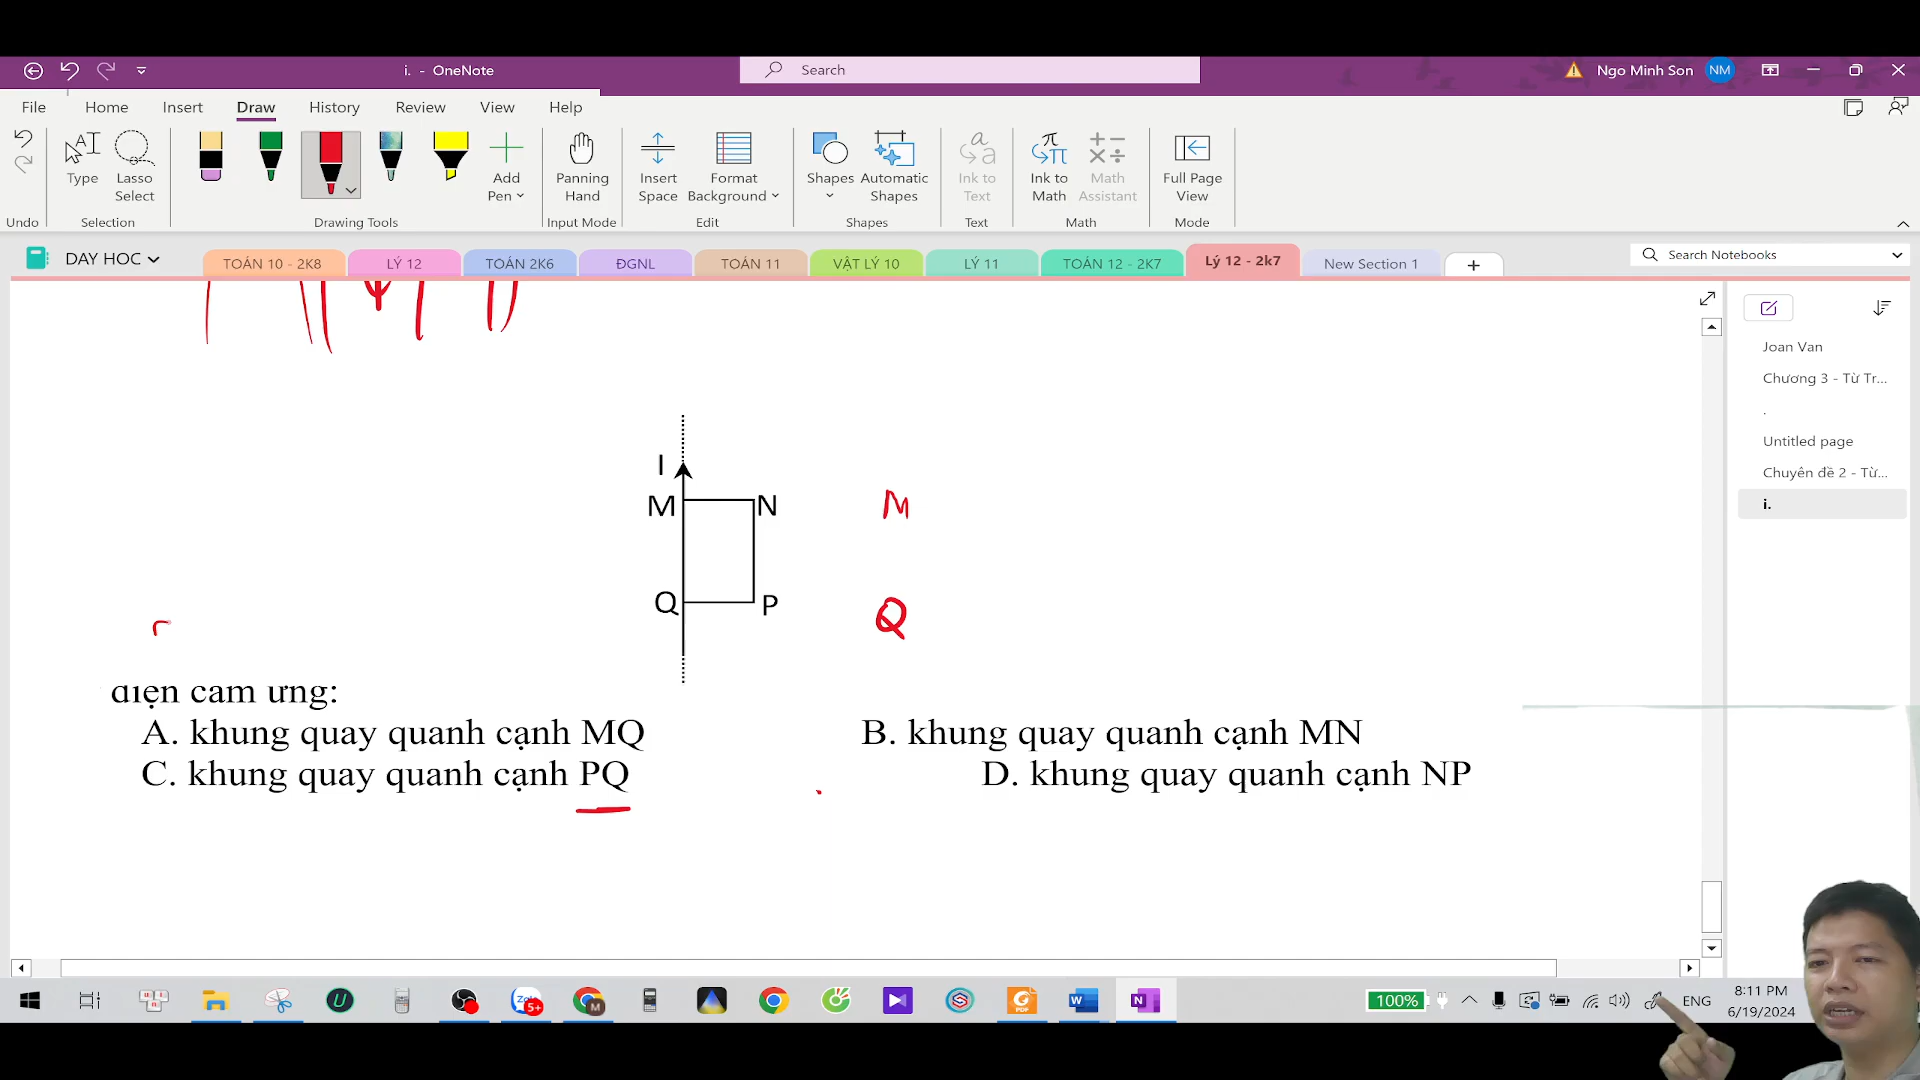 i. - OneNote
Search
Ngo Minh Son
NM
File Home Insert Draw History Review View Help
Type
Lasso Select
Add Pen
Panning Hand
Insert Space
Format Background
Shapes
Automatic Shapes
Ink to Text
Ink to Math
Math Assistant
Full Page View
Undo
Selection
Drawing Tools
Input Mode
Edit
Shapes
Text
Math
Mode
DAY HOC
TOÁN 10 - 2K8
LÝ 12
TOÁN 2K6
ĐGNL
TOÁN 11
VẬT LÝ 10
LÝ 11
TOÁN 12 - 2K7
Lý 12 - 2k7
New Section 1
Search Notebooks
Joan Van
Chương 3 - Từ Tr...
.
Untitled page
Chuyên đề 2 - Từ...
i.
I
M N M
Q P Q
điện cảm ứng:
A. khung quay quanh cạnh MQ B. khung quay quanh cạnh MN
C. khung quay quanh cạnh PQ D. khung quay quanh cạnh NP
100%
ENG
8:11 PM
6/19/2024